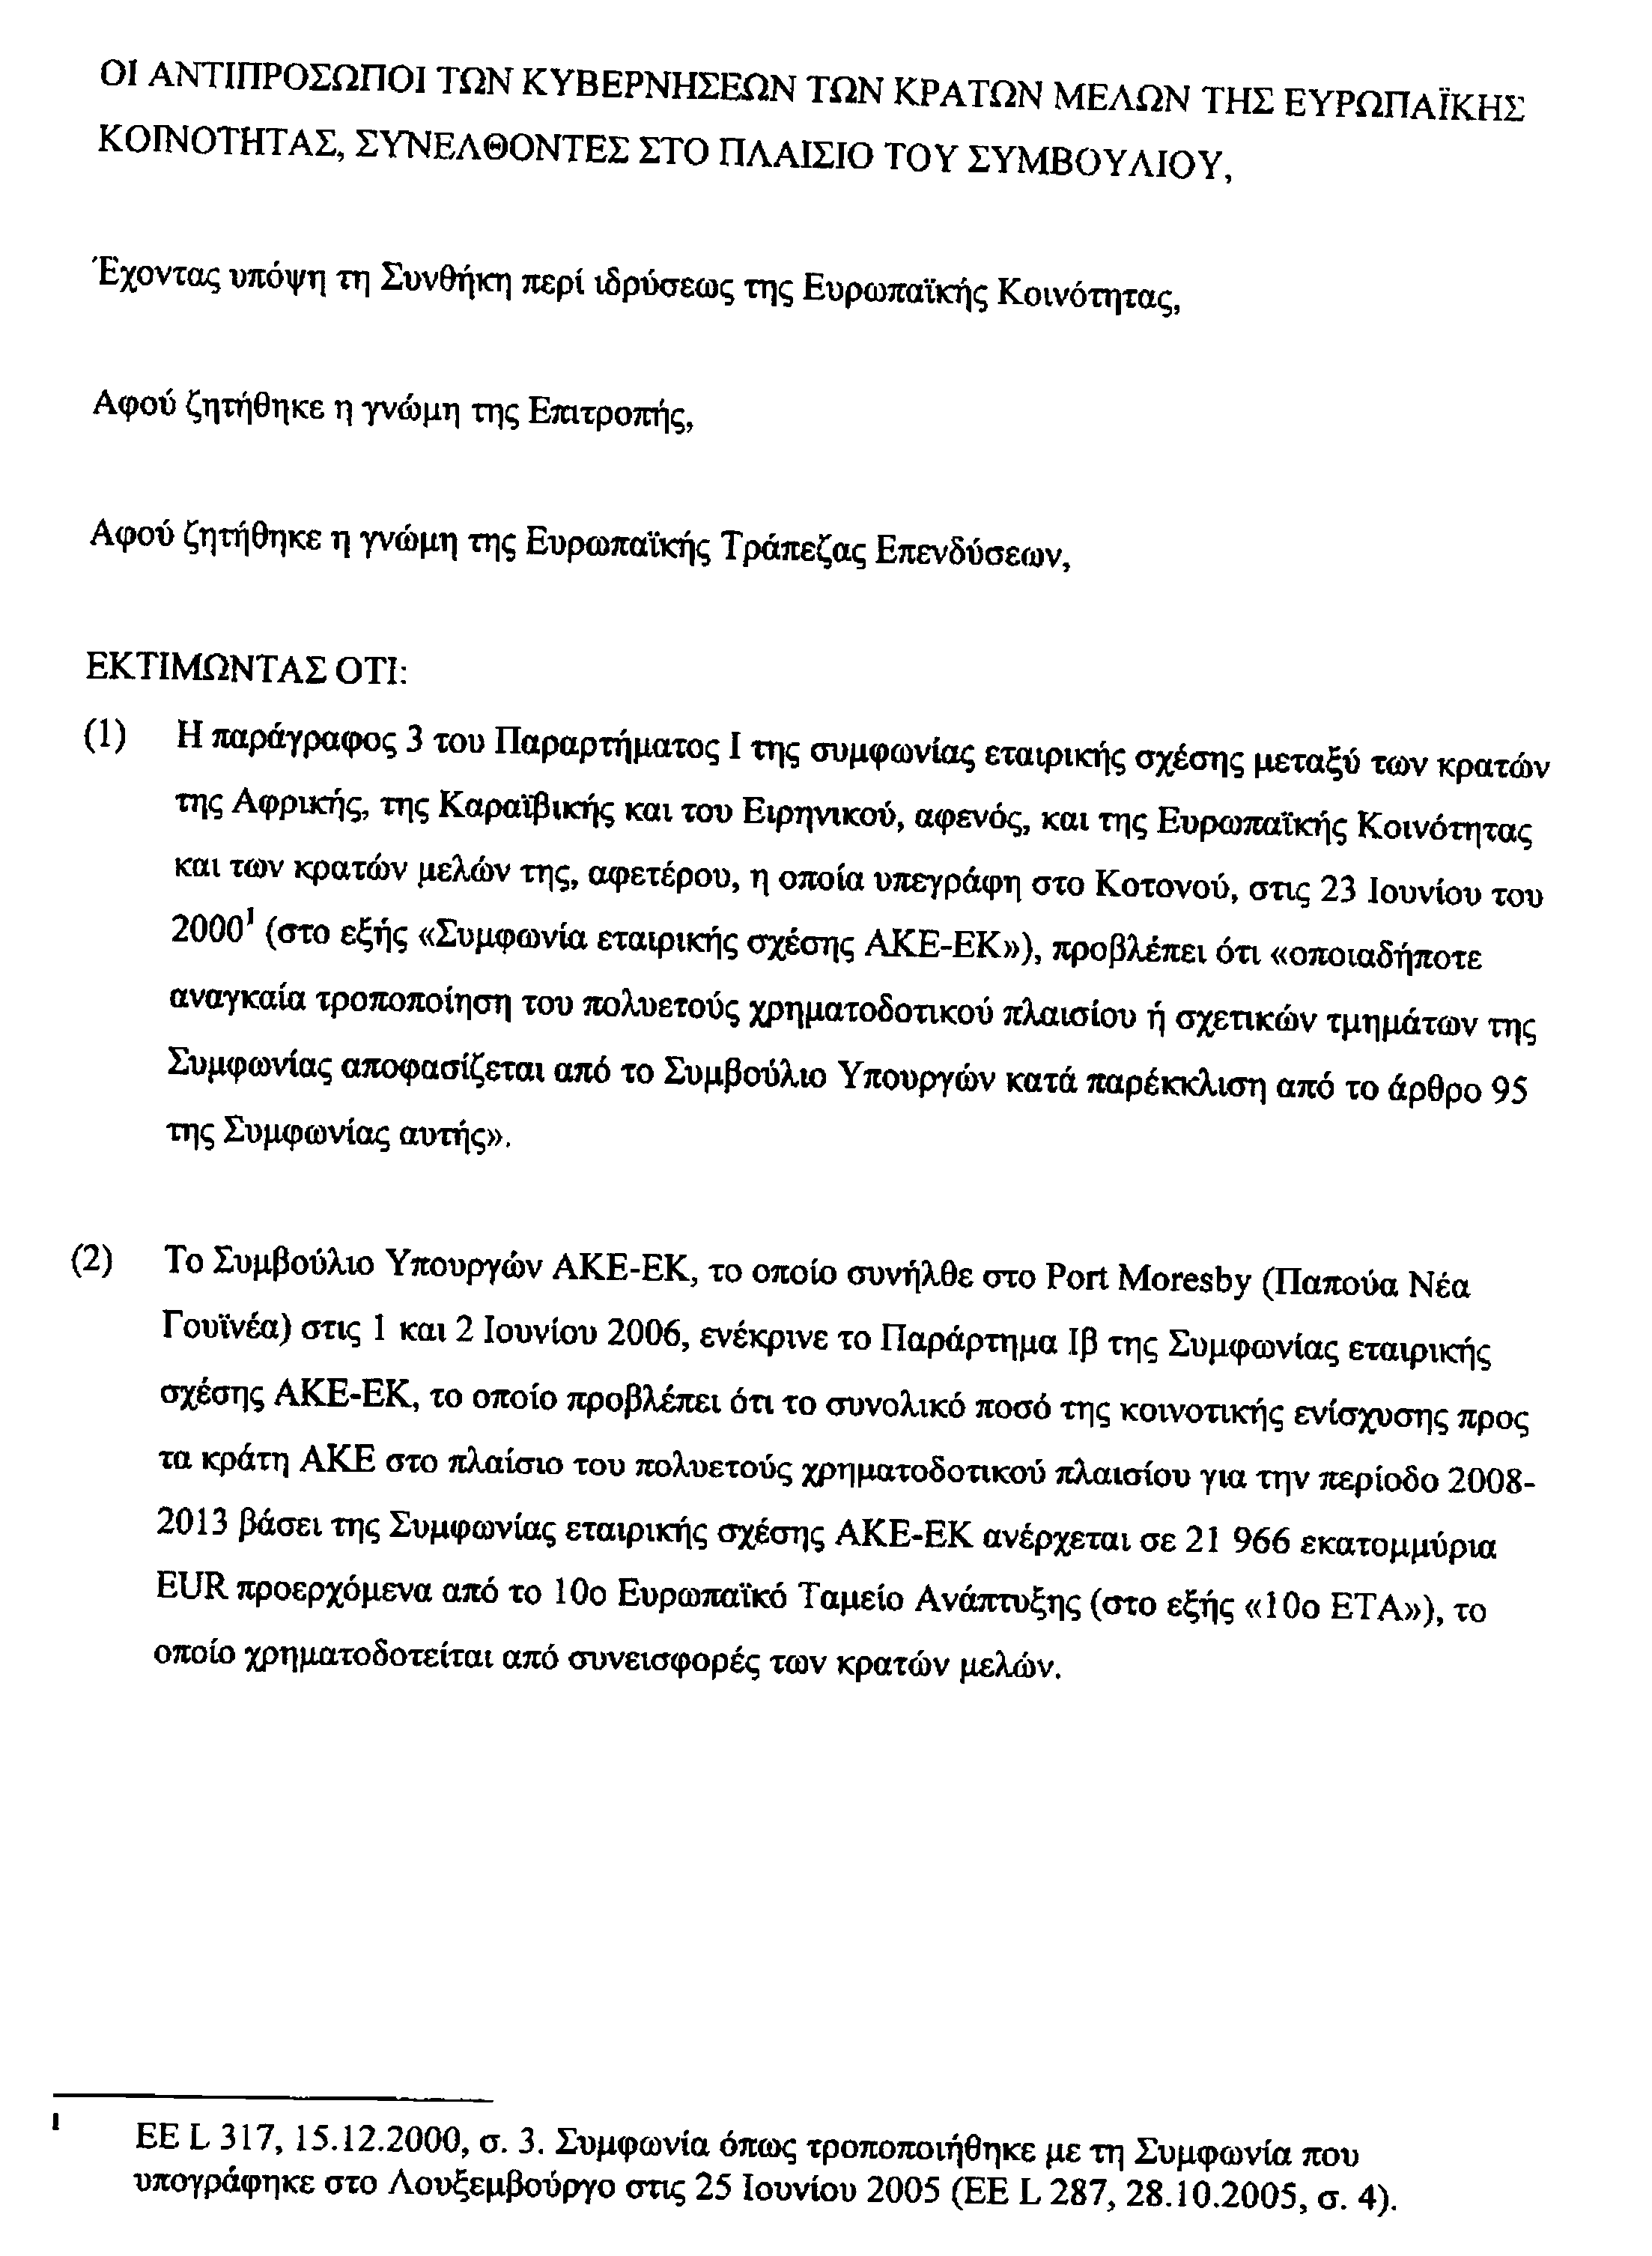 ΟΙ ΑΝΤΙΠΡΟΣΩΠΟΙ ΤΩΝ ΚΥΒΕΡΝΗΣΕΩΝ ΤΩΝ ΚΡΑΤΩΝ ΜΕΛΩΝ ΤΗΣ ΕΥΡΩΠΑΪΚΗΣ
ΚΟΙΝΟΤΗΤΑΣ, ΣΥΝΕΛΘΟΝΤΕΣ ΣΤΟ ΠΛΑΙΣΙΟ ΤΟΥ ΣΥΜΒΟΥΛΙΟΥ,
Έχοντας υπόψη τη Συνθήκη περί ιδρύσεως της Ευρωπαϊκής Κοινότητας,
Αφού ζητήθηκε η γνώμη της Επιτροπής,
Αφού ζητήθηκε η γνώμη της Ευρωπαϊκής Τράπεζας Επενδύσεων,
ΕΚΤΙΜΩΝΤΑΣ ΟΤΙ:
(1) Η παράγραφος 3 του Παραρτήματος Ι της συμφωνίας εταιρικής σχέσης μεταξύ των κρατών
της Αφρικής, της Καραϊβικής και του Ειρηνικού, αφενός, και της Ευρωπαϊκής Κοινότητας
και των κρατών μελών της, αφετέρου, η οποία υπεγράφη στο Κοτονού, στις 23 Ιουνίου του
2000¹ (στο εξής «Συμφωνία εταιρικής σχέσης ΑΚΕ-ΕΚ»), προβλέπει ότι «οποιαδήποτε
αναγκαία τροποποίηση του πολυετούς χρηματοδοτικού πλαισίου ή σχετικών τμημάτων της
Συμφωνίας αποφασίζεται από το Συμβούλιο Υπουργών κατά παρέκκλιση από το άρθρο 95
της Συμφωνίας αυτής».
(2) Το Συμβούλιο Υπουργών ΑΚΕ-ΕΚ, το οποίο συνήλθε στο Port Moresby (Παπούα Νέα
Γουϊνέα) στις 1 και 2 Ιουνίου 2006, ενέκρινε το Παράρτημα Ιβ της Συμφωνίας εταιρικής
σχέσης ΑΚΕ-ΕΚ, το οποίο προβλέπει ότι το συνολικό ποσό της κοινοτικής ενίσχυσης προς
τα κράτη ΑΚΕ στο πλαίσιο του πολυετούς χρηματοδοτικού πλαισίου για την περίοδο 2008-
2013 βάσει της Συμφωνίας εταιρικής σχέσης ΑΚΕ-ΕΚ ανέρχεται σε 21 966 εκατομμύρια
EUR προερχόμενα από το 10ο Ευρωπαϊκό Ταμείο Ανάπτυξης (στο εξής «10ο ΕΤΑ»), το
οποίο χρηματοδοτείται από συνεισφορές των κρατών μελών.
¹ ΕΕ L 317, 15.12.2000, σ. 3. Συμφωνία όπως τροποποιήθηκε με τη Συμφωνία που
υπογράφηκε στο Λουξεμβούργο στις 25 Ιουνίου 2005 (ΕΕ L 287, 28.10.2005, σ. 4).